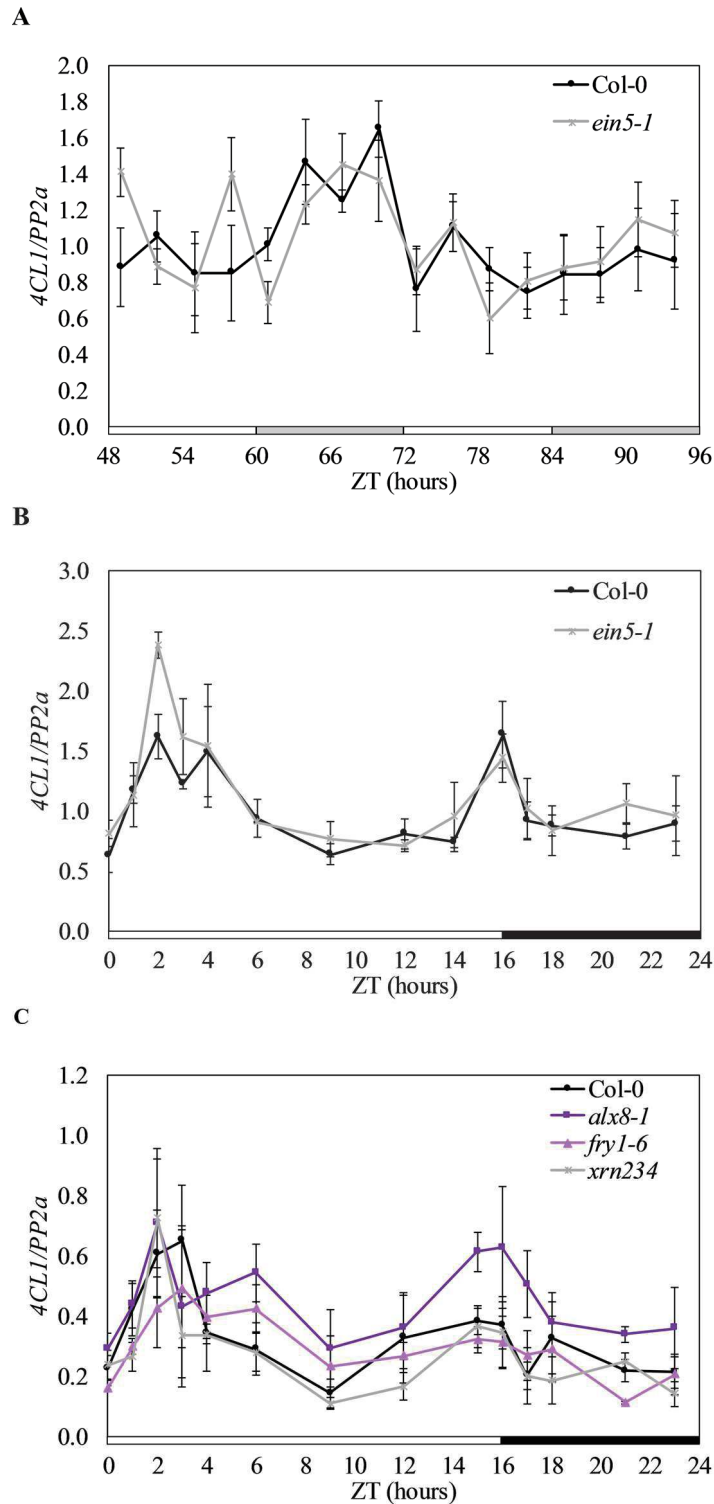 A
2.0
1.8
1.6
1.4
1.2
1.0
0.8
0.6
0.4
0.2
0.0
4CL1/PP2a
Col-0
ein5-1
48 54 60 66 72 78 84 90 96
ZT (hours)
B
3.0
2.5
2.0
1.5
1.0
0.5
0.0
4CL1/PP2a
Col-0
ein5-1
0 2 4 6 8 10 12 14 16 18 20 22 24
ZT (hours)
C
1.2
1.0
0.8
0.6
0.4
0.2
0.0
4CL1/PP2a
Col-0
alx8-1
fry1-6
xrn234
0 2 4 6 8 10 12 14 16 18 20 22 24
ZT (hours)